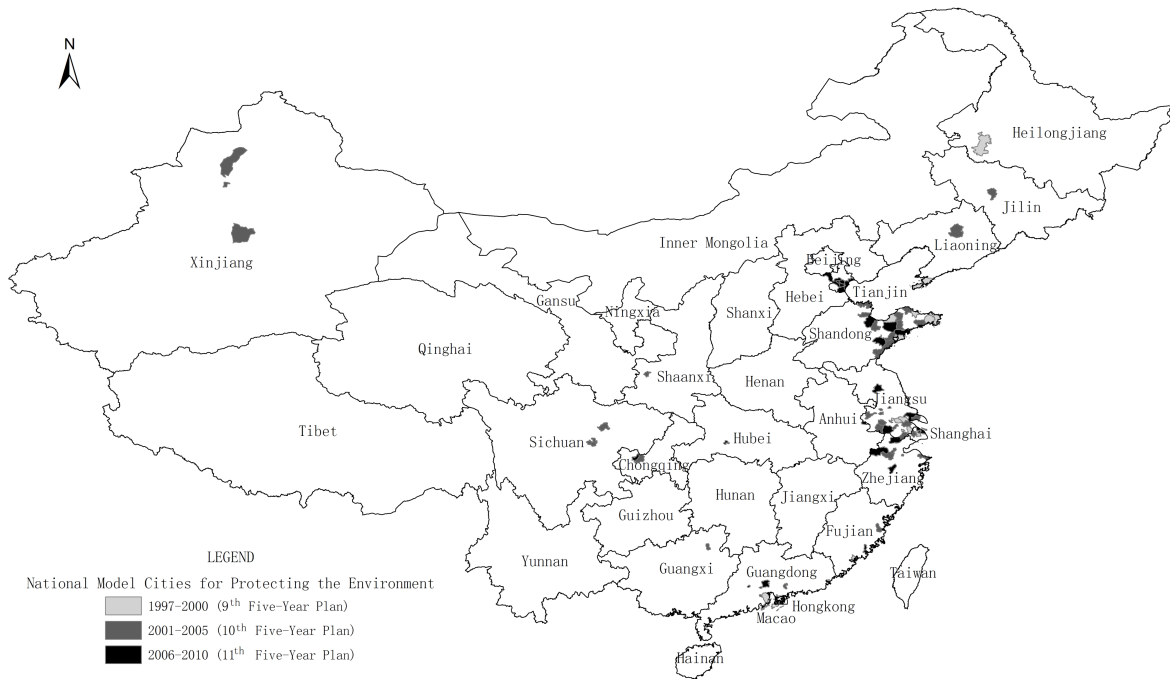 N
Heilongjiang
Jilin
Liaoning
Inner Mongolia
Beijing
Xinjiang
Tianjin
Hebei
Gansu
Ningxia
Shanxi
Shandong
Qinghai
Shaanxi
Henan
Jiangsu
Anhui
Tibet
Shanghai
Sichuan
Hubei
Chongqing
Zhejiang
Hunan
Jiangxi
Guizhou
Fujian
LEGEND
Yunnan
Guangxi
Guangdong
Taiwan
National Model Cities for Protecting the Environment
1997-2000 (9th Five-Year Plan)
Hongkong
Macao
2001-2005 (10th Five-Year Plan)
2006-2010 (11th Five-Year Plan)
Hainan